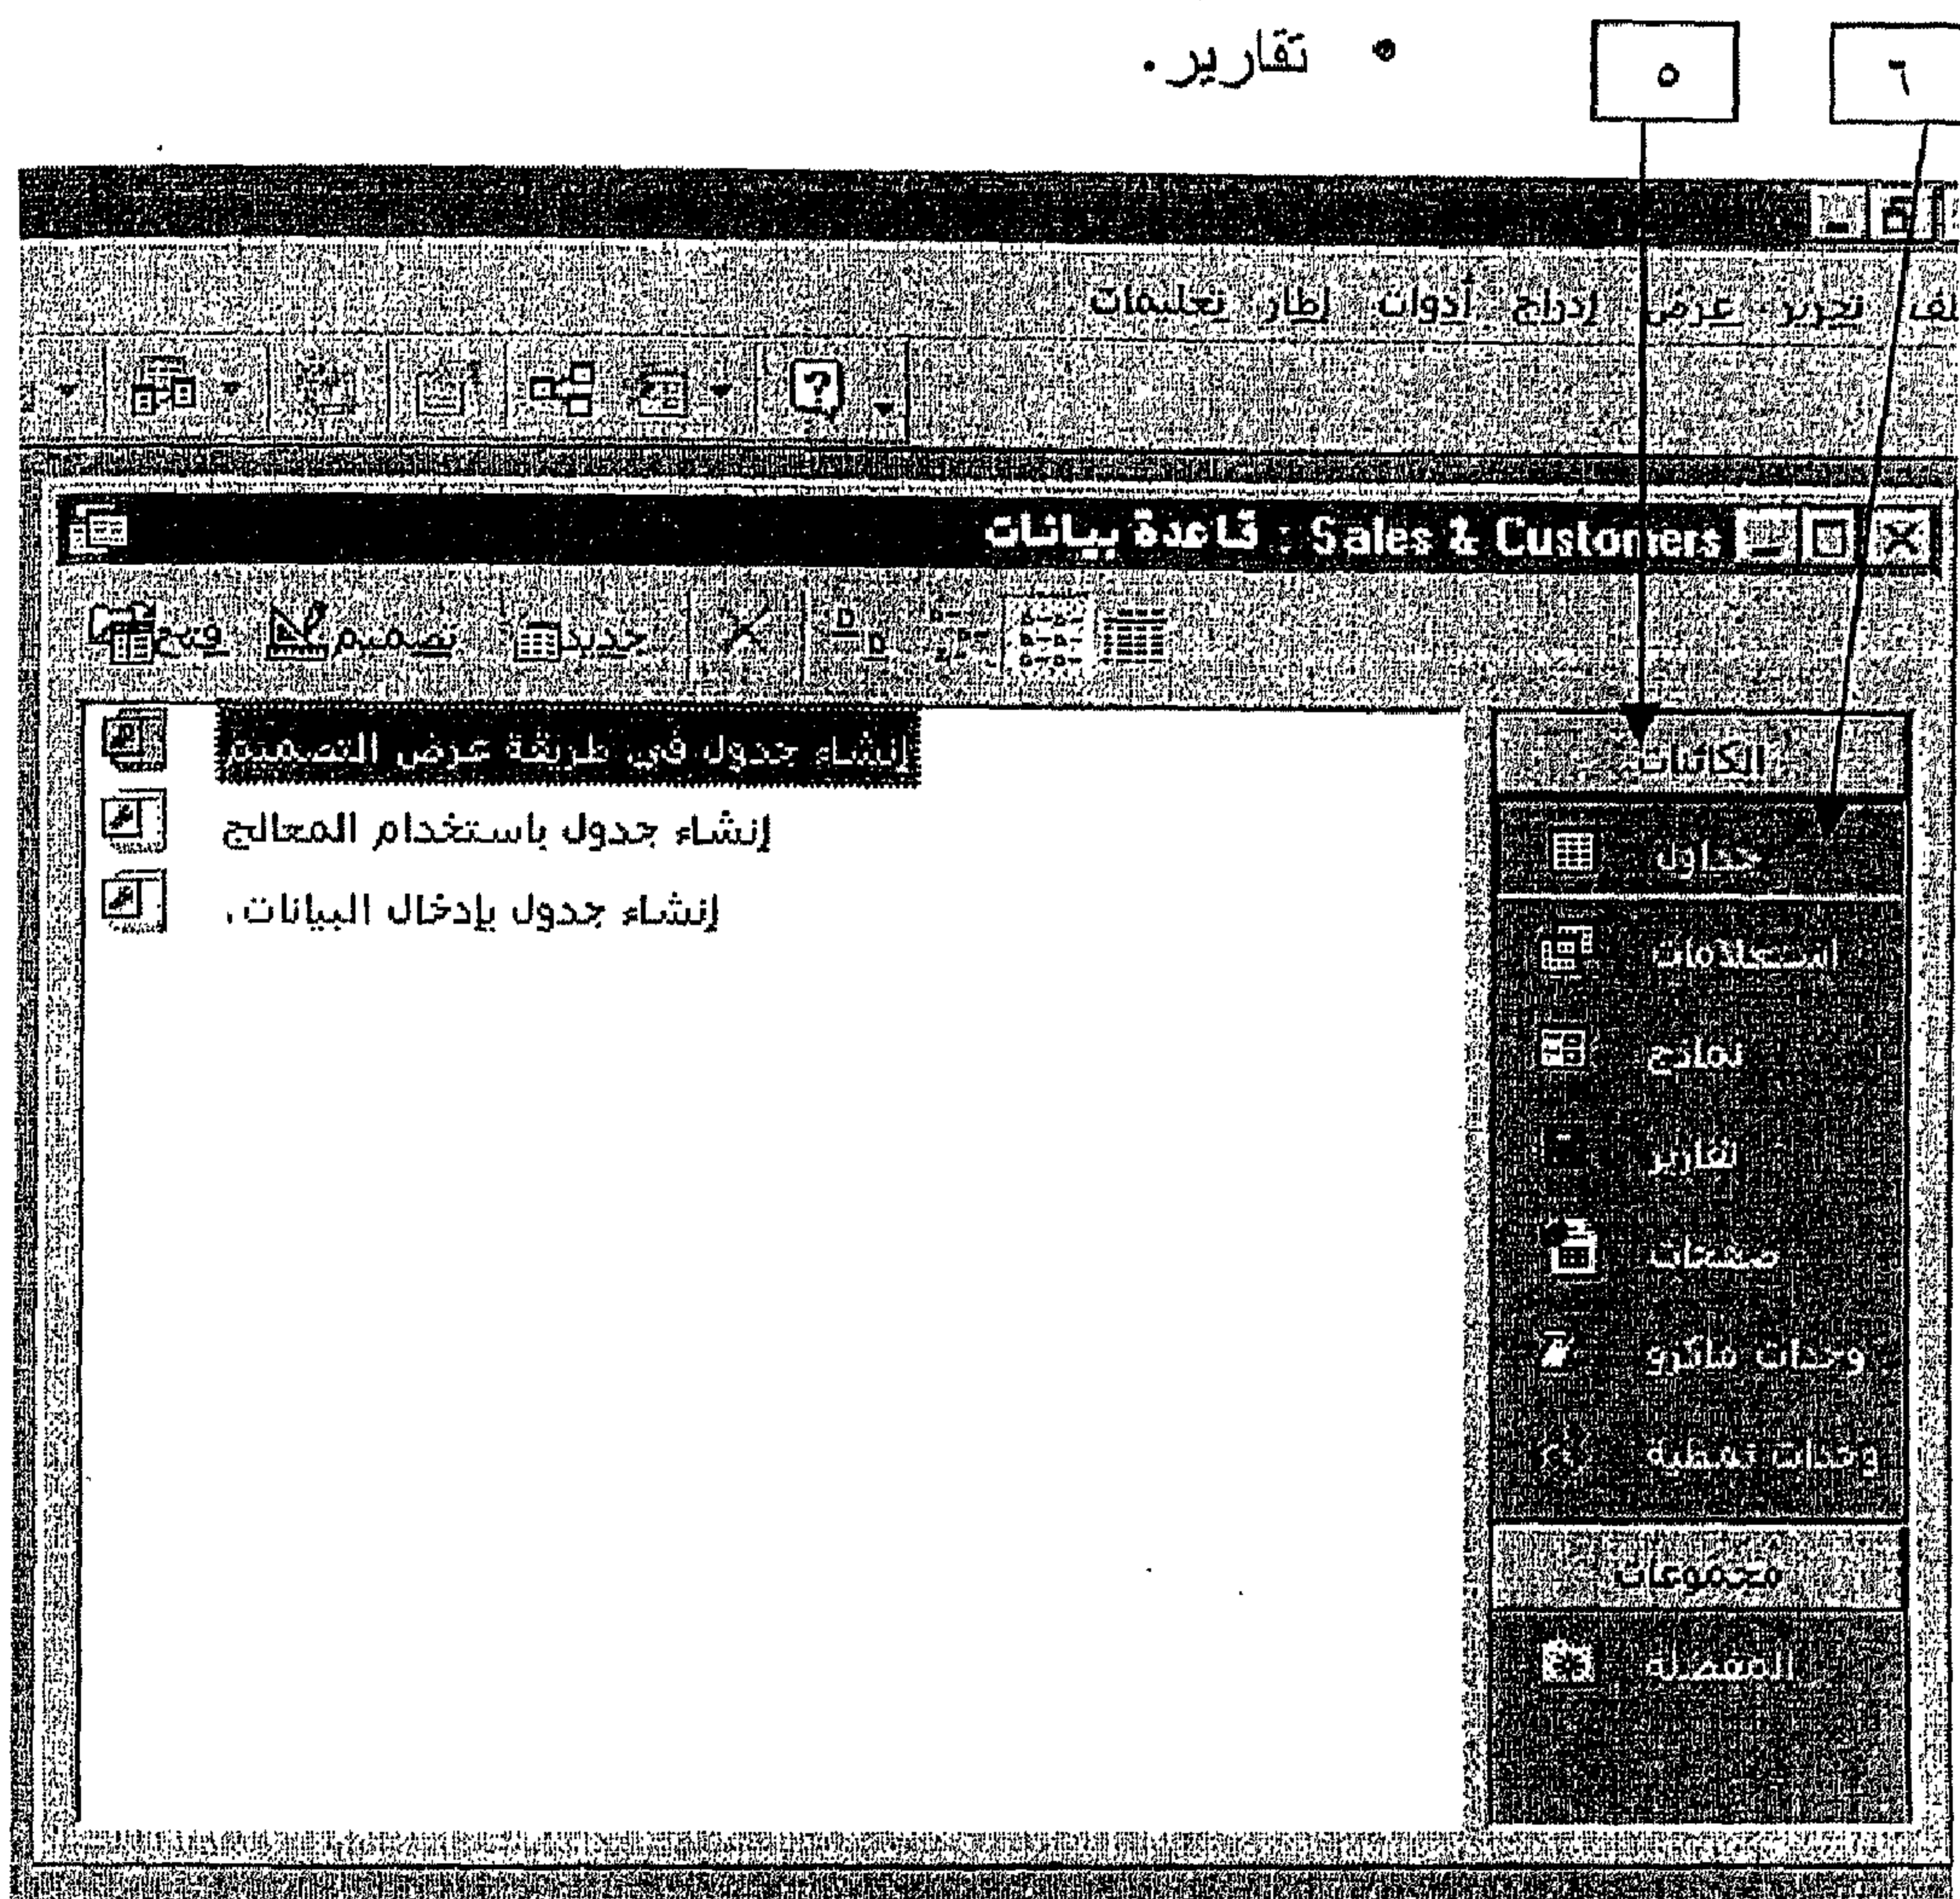 • تقارير.
٥
٦
ملف تحرير عرض إدراج أدوات إطار تعليمات
Sales & Customers : قاعدة بيانات
فتح تصميم جديد
إنشاء جدول في طريقة عرض التصميم
إنشاء جدول باستخدام المعالج
إنشاء جدول بإدخال البيانات.
الكائنات
جداول
استعلامات
نماذج
تقارير
صفحات
وحدات ماكرو
وحدات نمطية
مجموعات
المفضلة